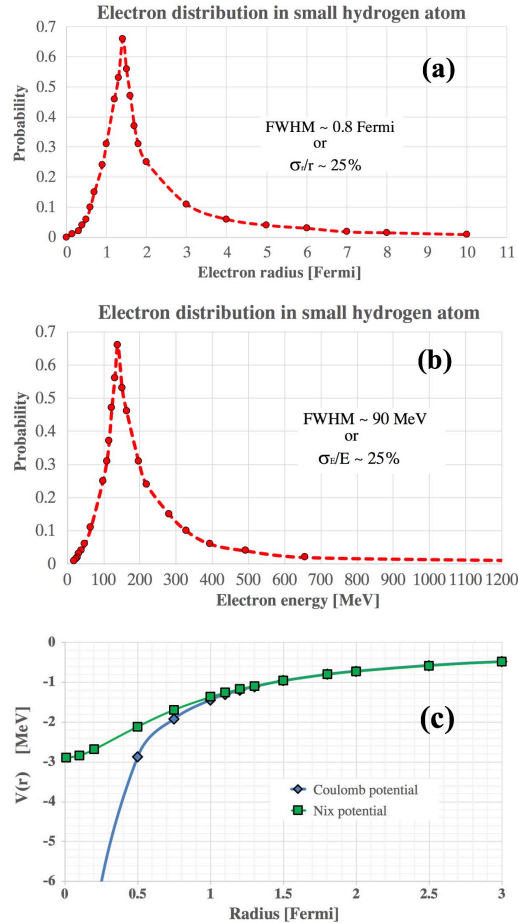 Electron distribution in small hydrogen atom
0.7
0.6
0.5
0.4
0.3
0.2
0.1
0
Probability
(a)
FWHM ~ 0.8 Fermi
or
σr/r ~ 25%
0 1 2 3 4 5 6 7 8 9 10
Electron radius [Fermi]
Electron distribution in small hydrogen atom
0.7
0.6
0.5
0.4
0.3
0.2
0.1
0
Probability
(b)
FWHM ~ 90 MeV
or
σE/E ~ 25%
0 100 200 300 400 500 600 700 800 900 1000 1100 1200
Electron energy [MeV]
0
-1
-2
-3
-4
-5
-6
V(r) [MeV]
(c)
Coulomb potential
Nix potential
0 0.5 1 1.5 2 2.5 3
Radius [Fermi]